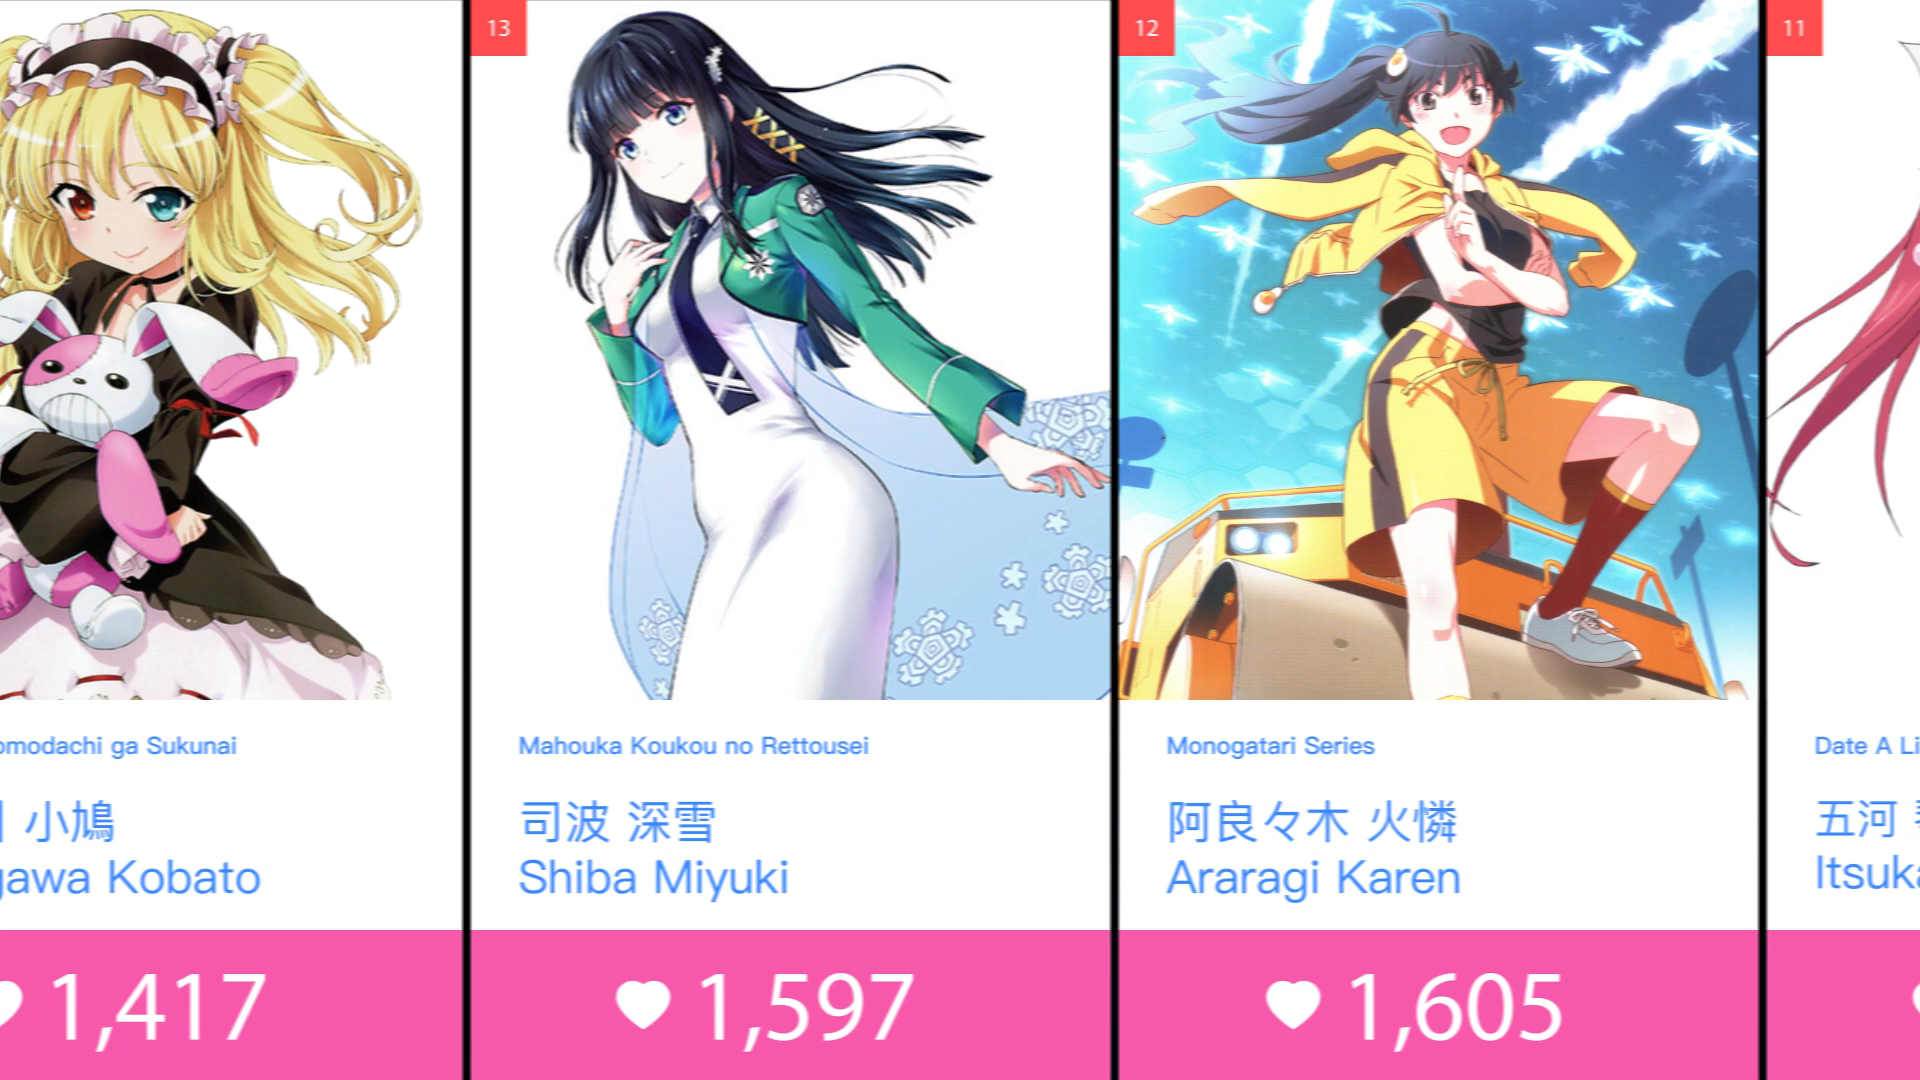 omodachi ga Sukunai
小鳩
gawa Kobato
1,417
13
Mahouka Koukou no Rettousei
司波 深雪
Shiba Miyuki
1,597
12
Monogatari Series
阿良々木 火憐
Araragi Karen
1,605
11
Date A Li
五河
Itsuka